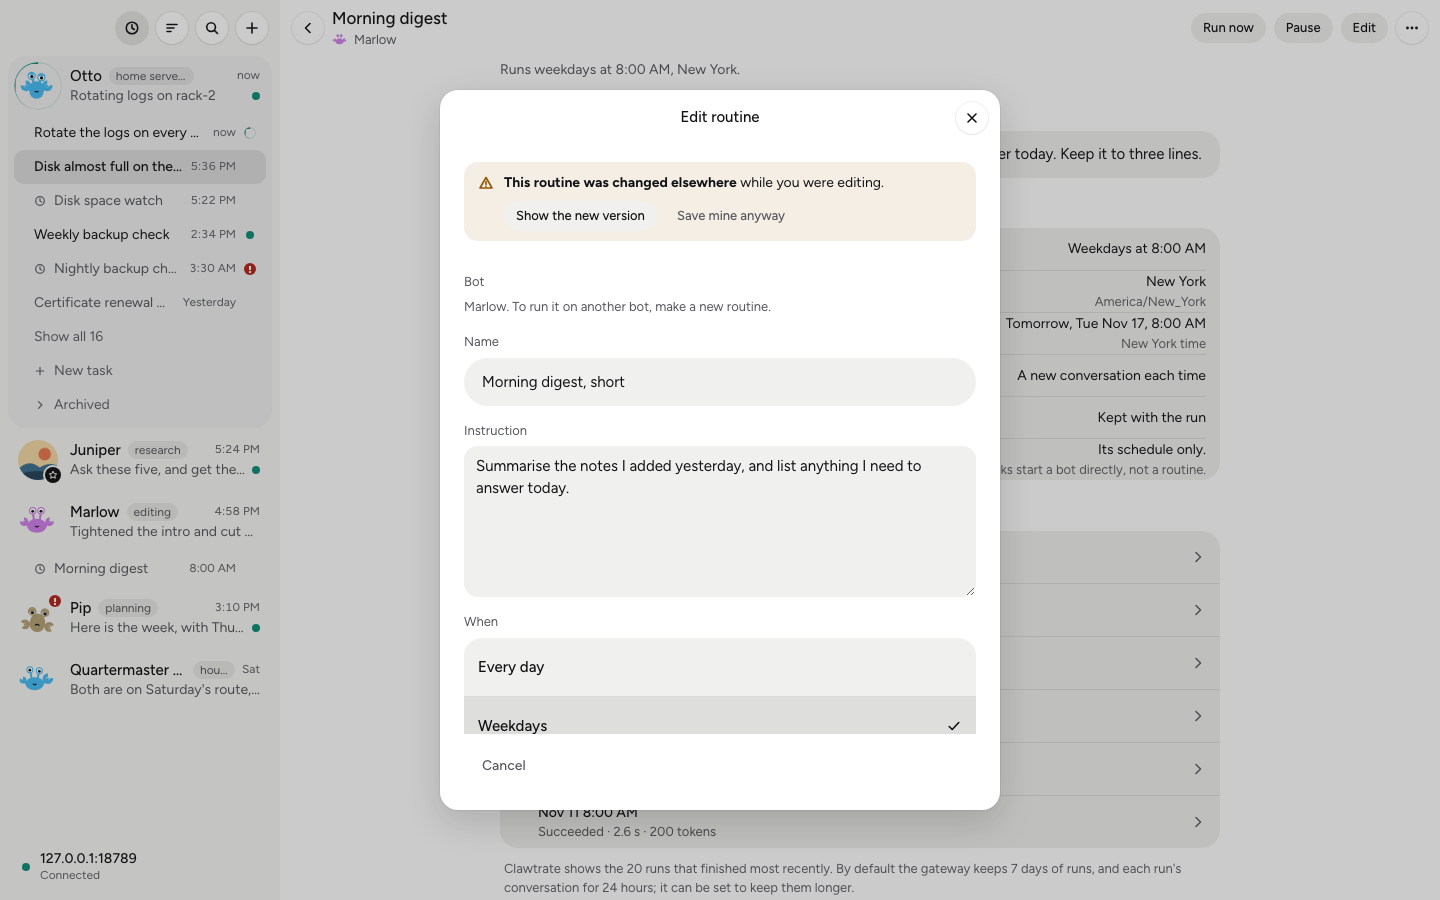 Otto
home serve...
now
Rotating logs on rack-2
Rotate the logs on every ...
now
Disk almost full on the...
5:36 PM
Disk space watch
5:22 PM
Weekly backup check
2:34 PM
Nightly backup ch...
3:30 AM
Certificate renewal ...
Yesterday
Show all 16
New task
Archived
Juniper
research
5:24 PM
Ask these five, and get the...
Marlow
editing
4:58 PM
Tightened the intro and cut ...
Morning digest
8:00 AM
Pip
planning
3:10 PM
Here is the week, with Thu...
Quartermaster ...
hou...
Sat
Both are on Saturday's route,...
127.0.0.1:18789
Connected
Morning digest
Marlow
Run now
Pause
Edit
Runs weekdays at 8:00 AM, New York.
er today. Keep it to three lines.
Weekdays at 8:00 AM
New York
America/New_York
Tomorrow, Tue Nov 17, 8:00 AM
New York time
A new conversation each time
Kept with the run
Its schedule only.
ks start a bot directly, not a routine.
Edit routine
This routine was changed elsewhere while you were editing.
Show the new version
Save mine anyway
Bot
Marlow. To run it on another bot, make a new routine.
Name
Morning digest, short
Instruction
Summarise the notes I added yesterday, and list anything I need to
answer today.
When
Every day
Weekdays
Cancel
Nov 11 8:00 AM
Succeeded · 2.6 s · 200 tokens
Clawtrate shows the 20 runs that finished most recently. By default the gateway keeps 7 days of runs, and each run's
conversation for 24 hours; it can be set to keep them longer.